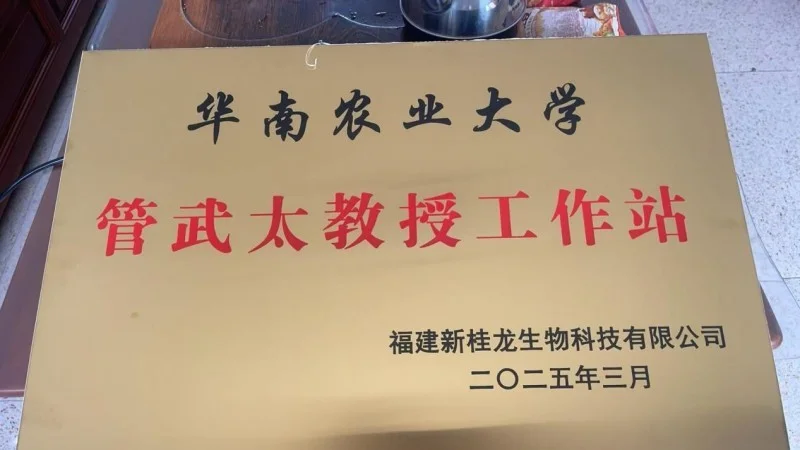 华南农业大学
管武太教授工作站
福建新桂龙生物科技有限公司
二〇二五年三月